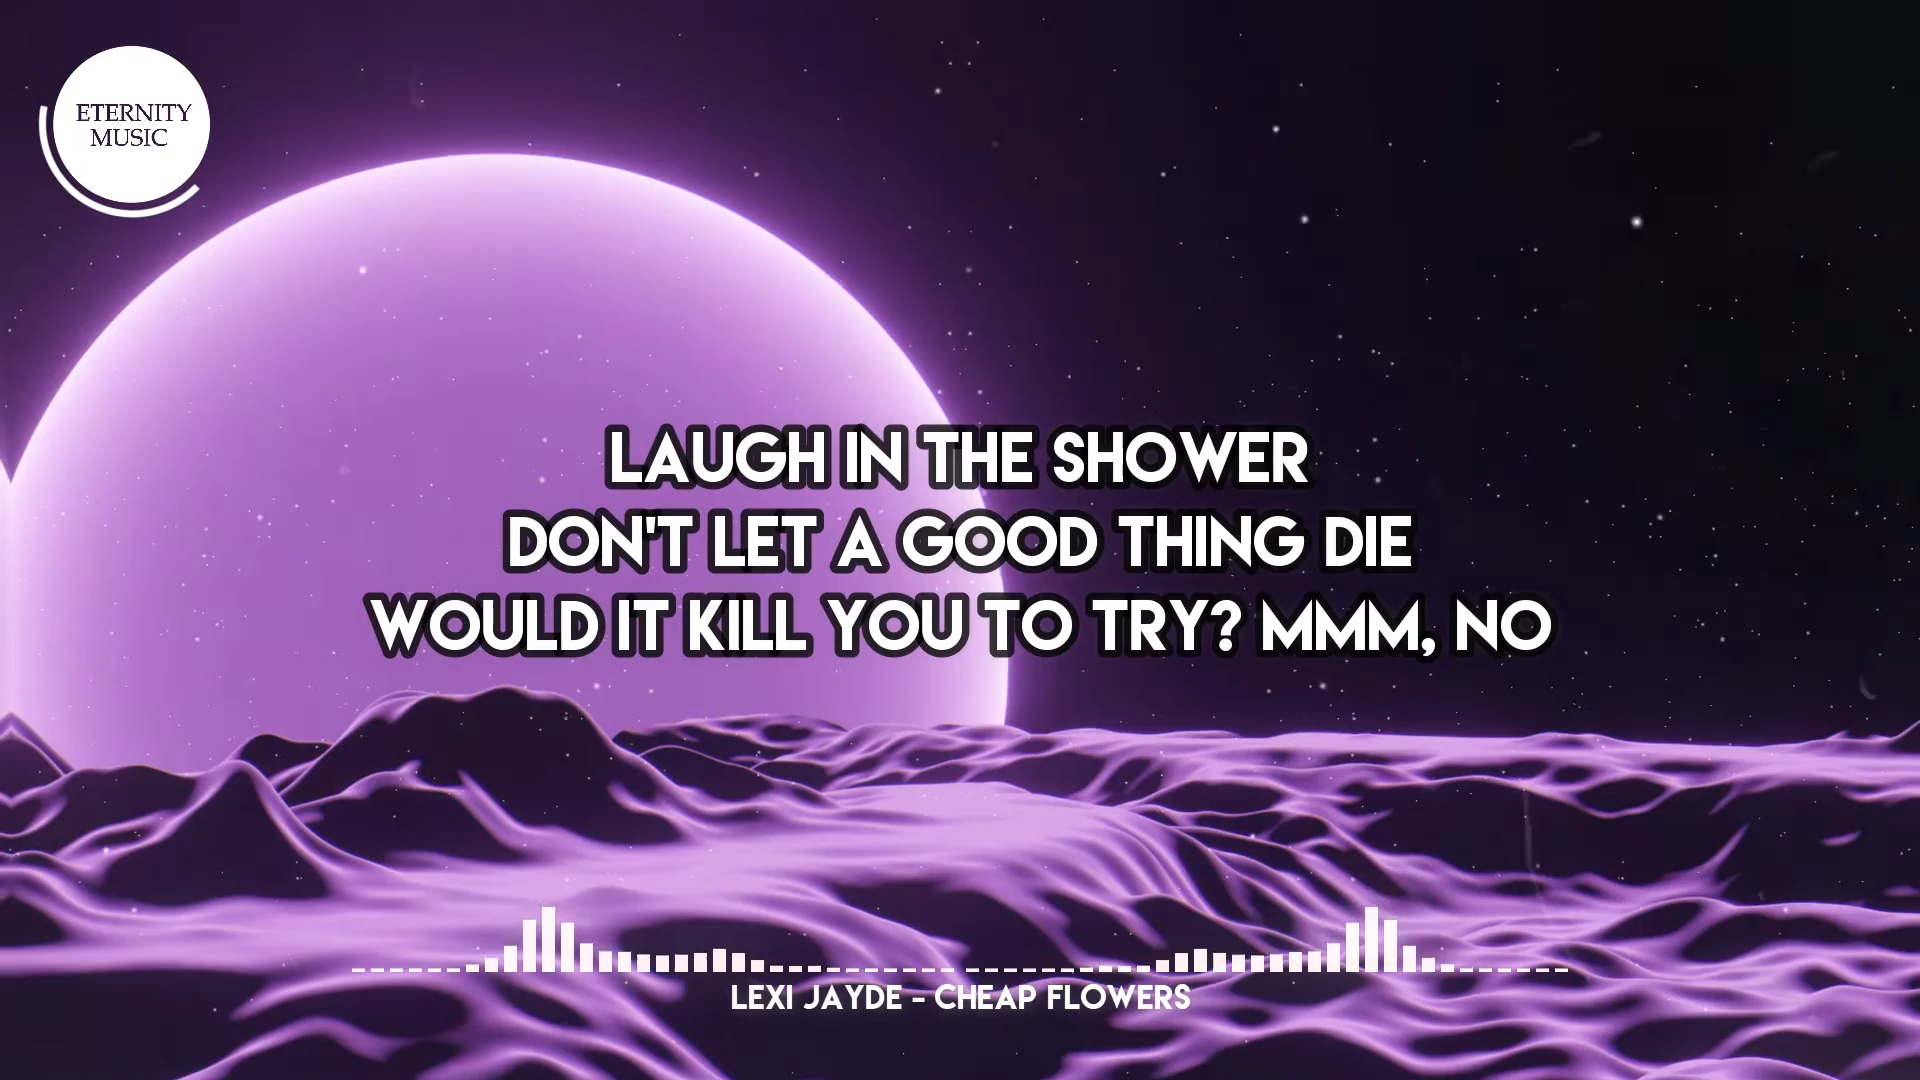 ETERNITY
MUSIC
LAUGH IN THE SHOWER
DON'T LET A GOOD THING DIE
WOULD IT KILL YOU TO TRY? MMM, NO
LEXI JAYDE - CHEAP FLOWERS